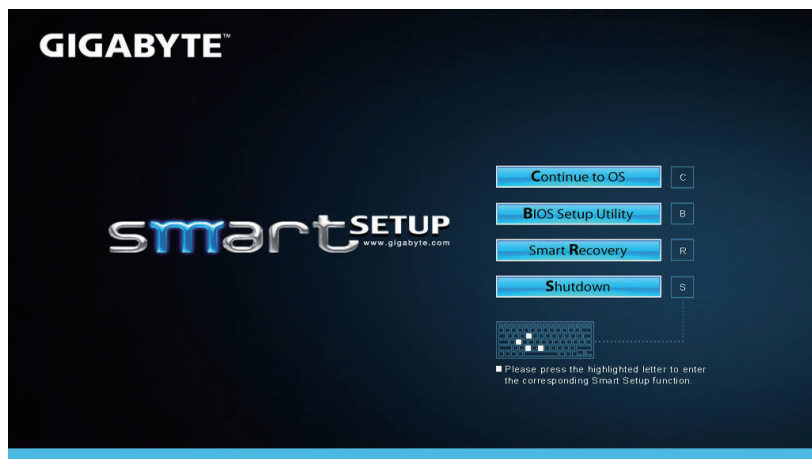 GIGABYTE™
smart SETUP
www.gigabyte.com
Continue to OS C
BIOS Setup Utility B
Smart Recovery R
Shutdown S
Please press the highlighted letter to enter
the corresponding Smart Setup function.